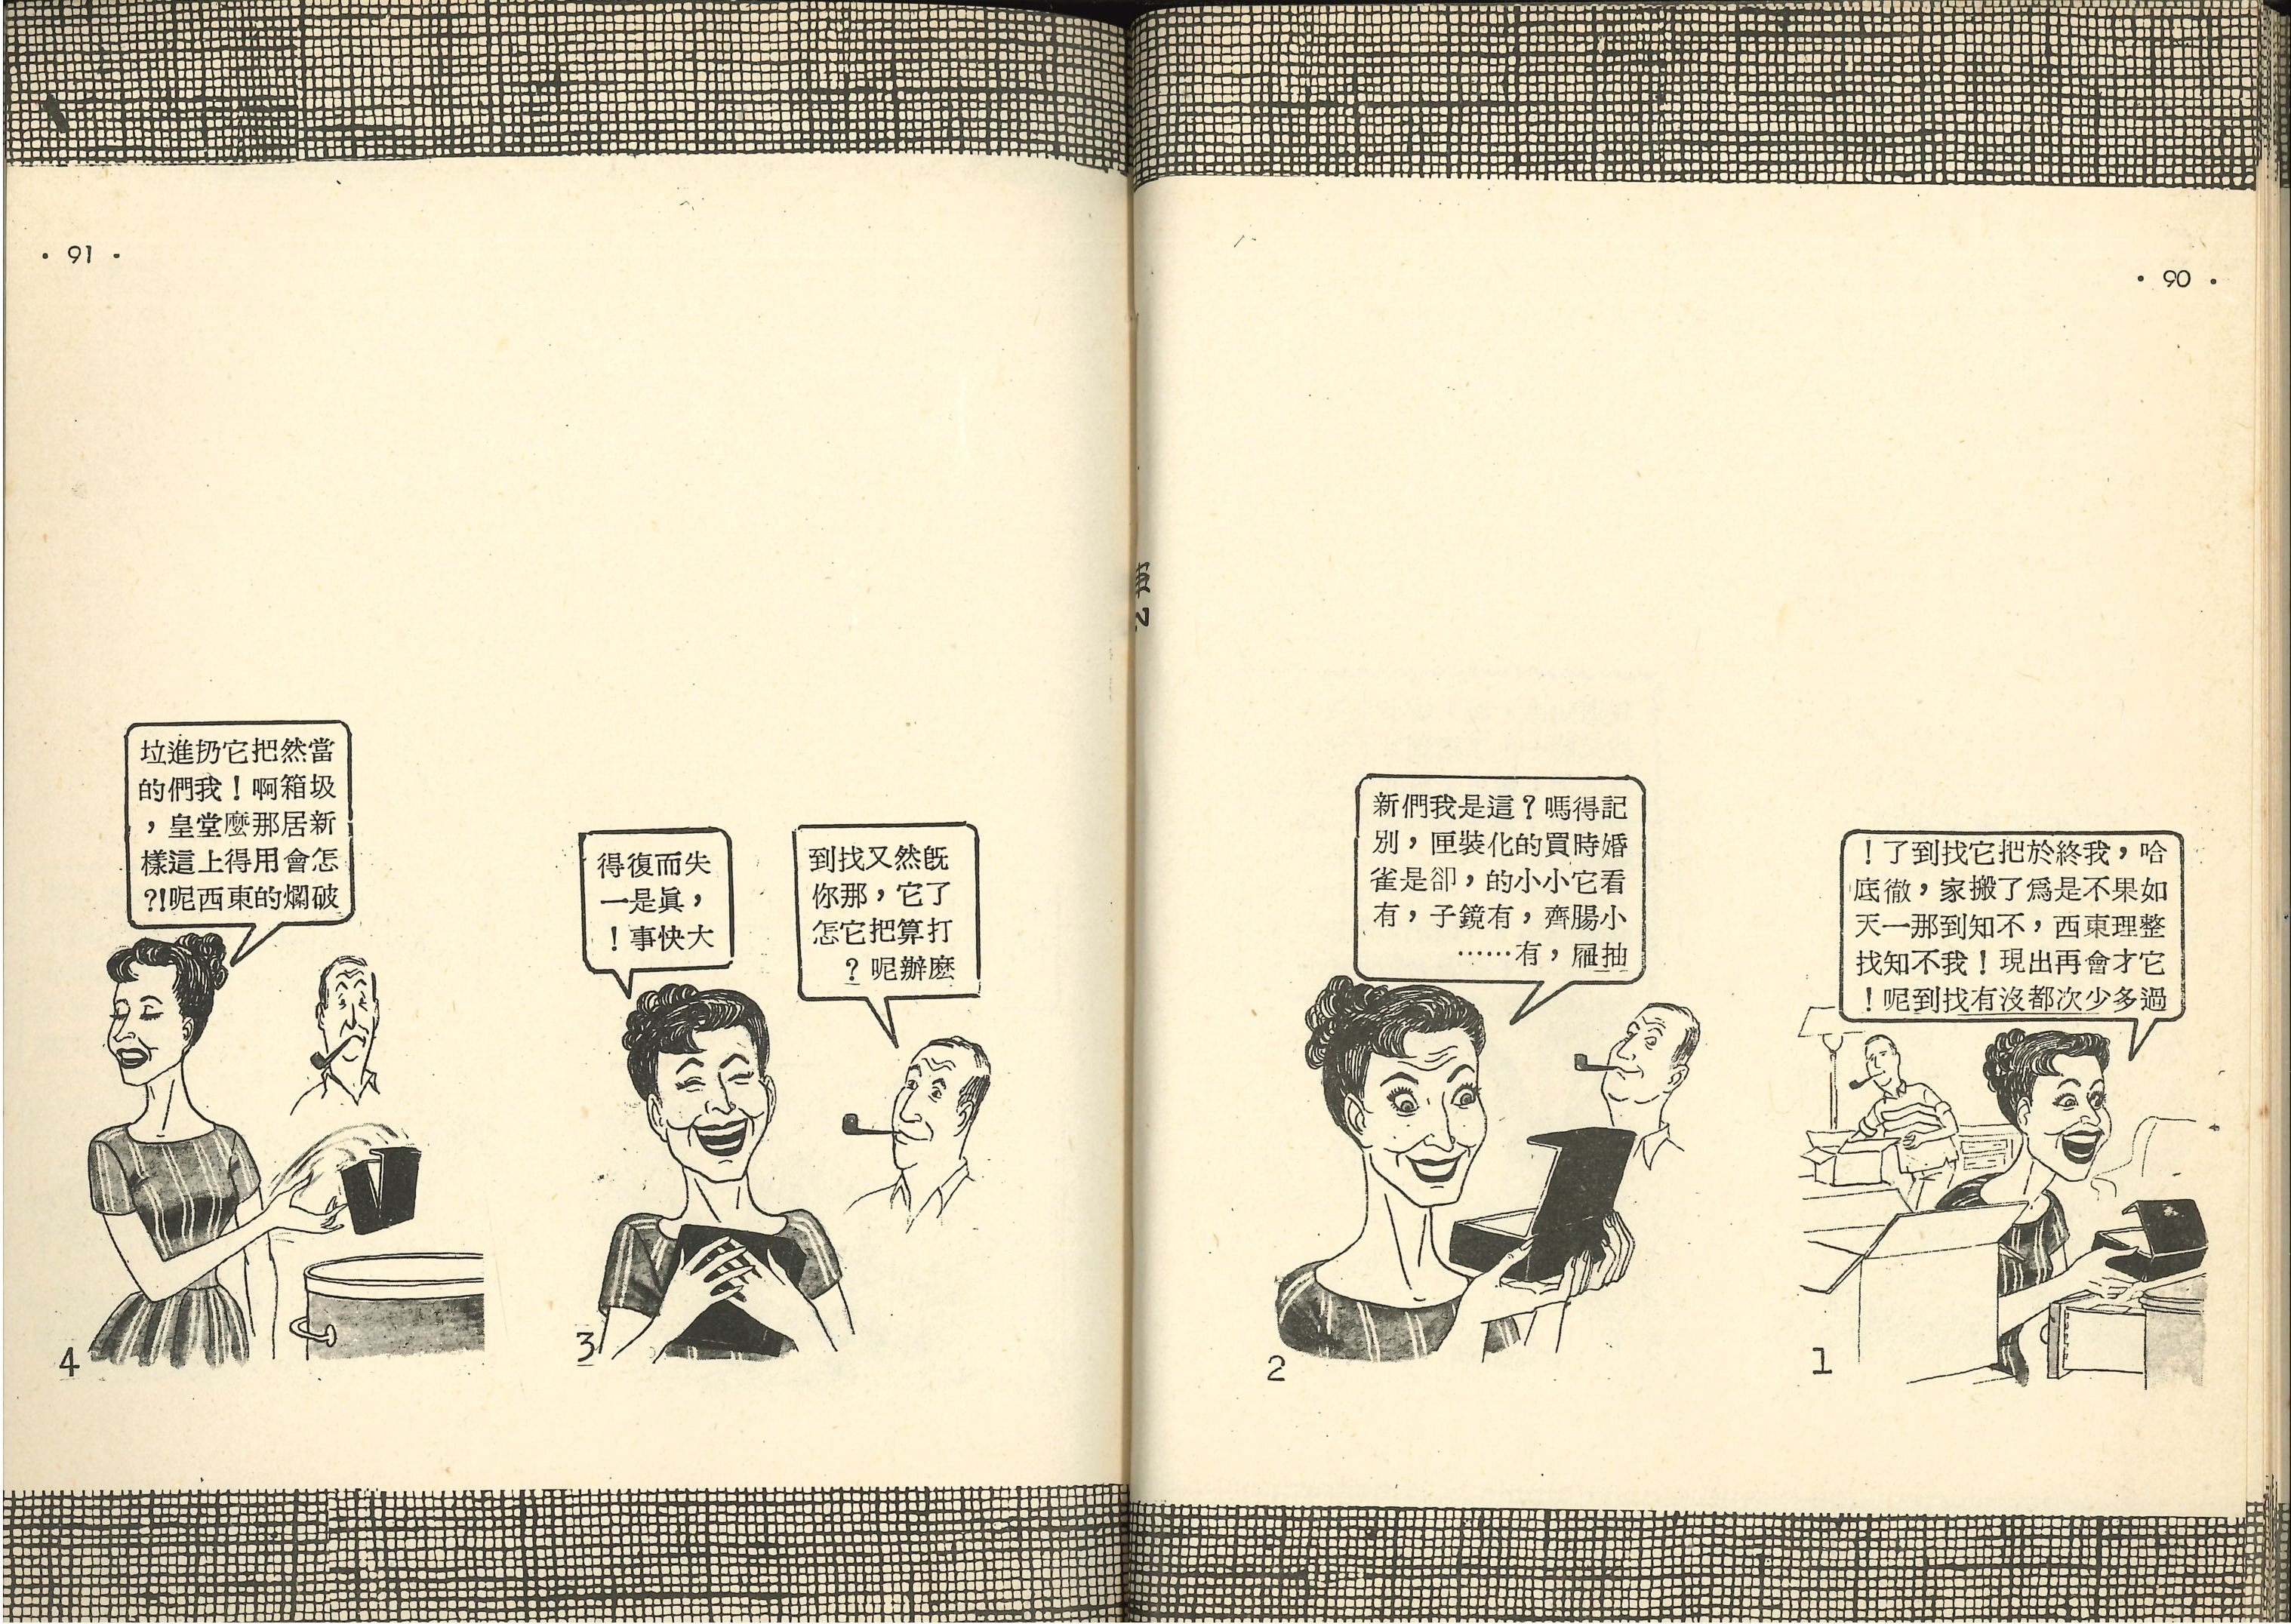 • 90 •
哈，我終於把它找到了！
如果不是爲了搬家，徹底
整理東西，不知到那一天
它才會再出現！我不知找
過多少次都沒有找到呢！
1
記得嗎？這是我們新
婚時買的化裝匣，別
看它小小的，卻是雀
小腸齊，有鏡子，有
抽屜，有……
2
• 91 •
既然又找到
了它，那你
打算把它怎
麼辦呢？
失而復得
，眞是一
大快事！
3
當然把它扔進垃
圾箱啊！我們的
新居那麼堂皇，
怎會用得上這樣
破爛的東西呢!?
4